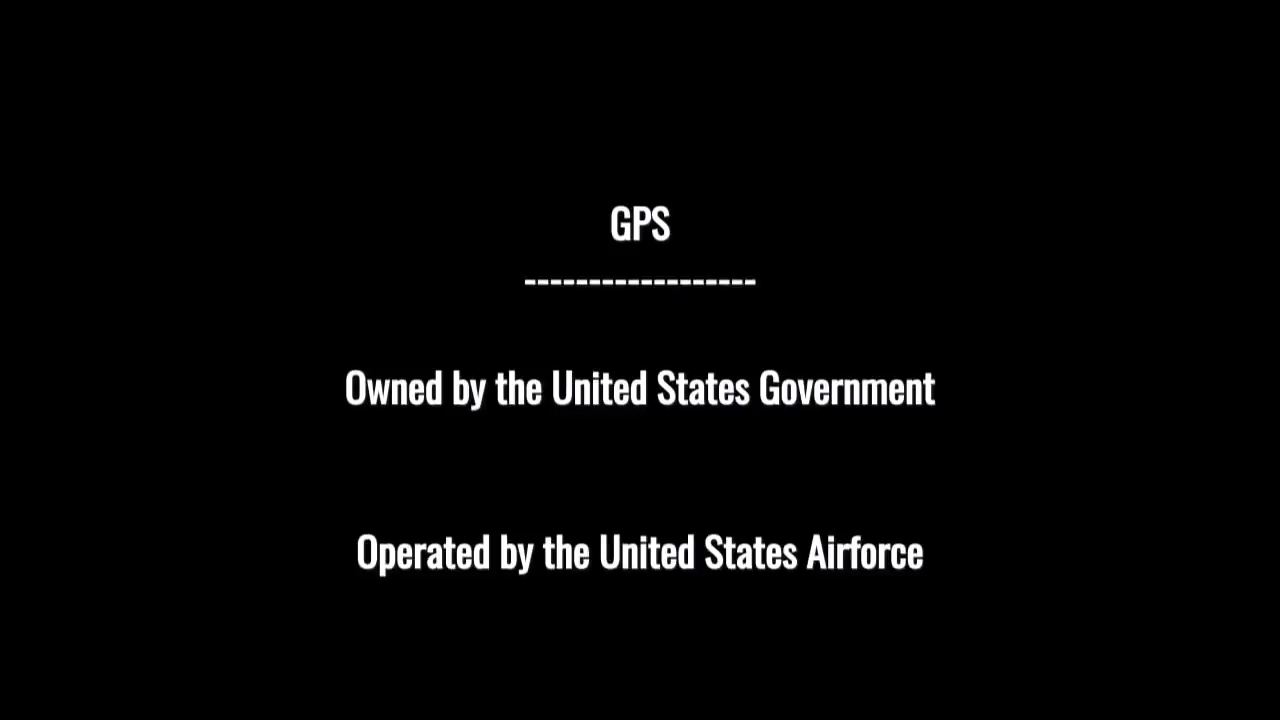 GPS
------------------
Owned by the United States Government
Operated by the United States Airforce